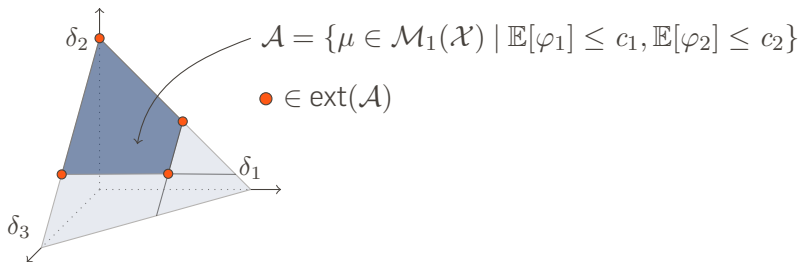 δ₂
𝒜 = {μ ∈ ℳ₁(𝒳) | 𝔼[φ₁] ≤ c₁, 𝔼[φ₂] ≤ c₂}
∈ ext(𝒜)
δ₁
δ₃